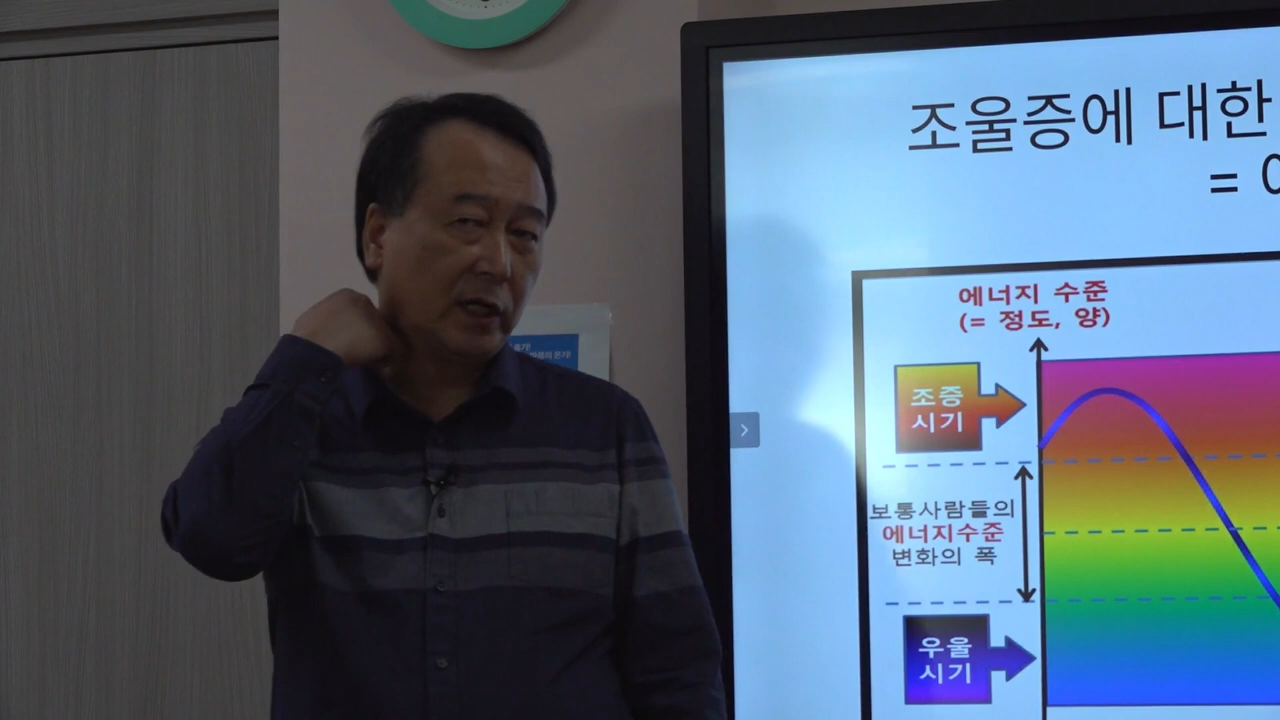 조울증에 대한
=
에너지 수준
(= 정도, 양)
조증
시기
보통사람들의
에너지수준
변화의 폭
우울
시기